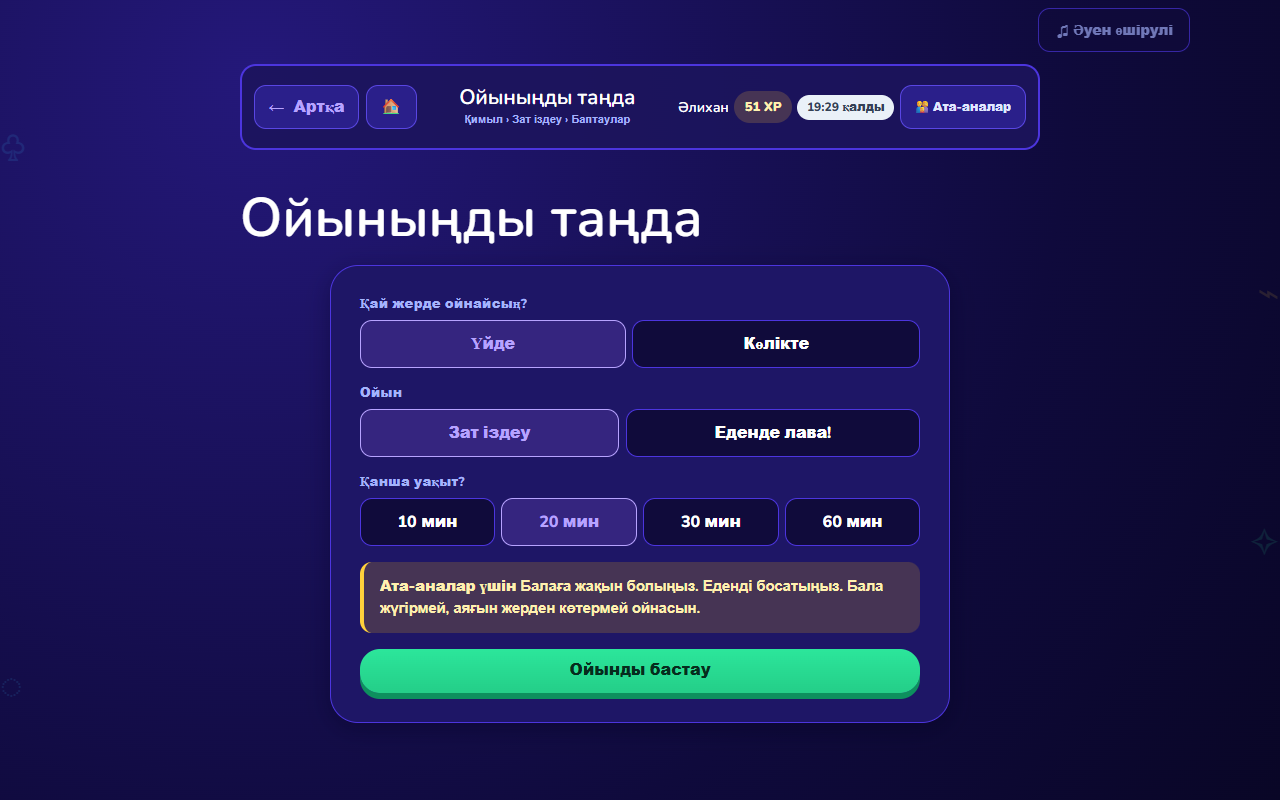 ♫ Әуен өшірулі
← Артқа
🏠
Ойыныңды таңда
Қимыл › Зат іздеу › Баптаулар
Әлихан
51 XP
19:29 қалды
Ата-аналар
Ойыныңды таңда
Қай жерде ойнайсың?
Үйде
Көлікте
Ойын
Зат іздеу
Еденде лава!
Қанша уақыт?
10 мин
20 мин
30 мин
60 мин
Ата-аналар үшін Балаға жақын болыңыз. Еденді босатыңыз. Бала
жүгірмей, аяғын жерден көтермей ойнасын.
Ойынды бастау